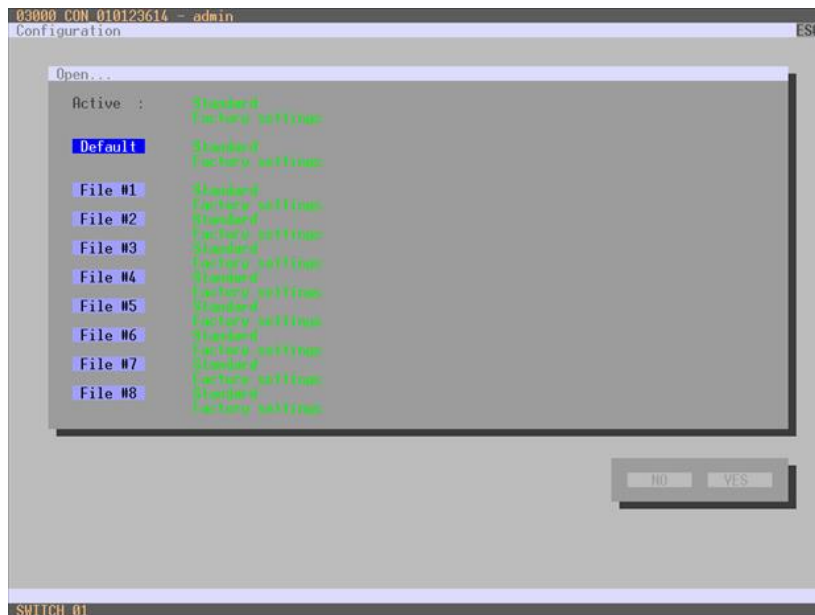 03000 CON 010123614 - admin
Configuration ESC
Open...
Active : Standard
Factory settings
Default Standard
Factory settings
File #1 Standard
Factory settings
File #2 Standard
Factory settings
File #3 Standard
Factory settings
File #4 Standard
Factory settings
File #5 Standard
Factory settings
File #6 Standard
Factory settings
File #7 Standard
Factory settings
File #8 Standard
Factory settings
NO YES
SWITCH 01